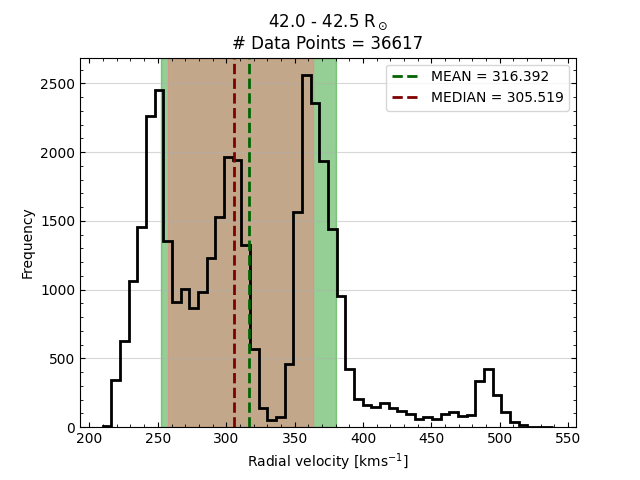 42.0 - 42.5 R⊙
# Data Points = 36617
MEAN = 316.392
MEDIAN = 305.519
Frequency
2500
2000
1500
1000
500
0
200 250 300 350 400 450 500 550
Radial velocity [kms⁻¹]